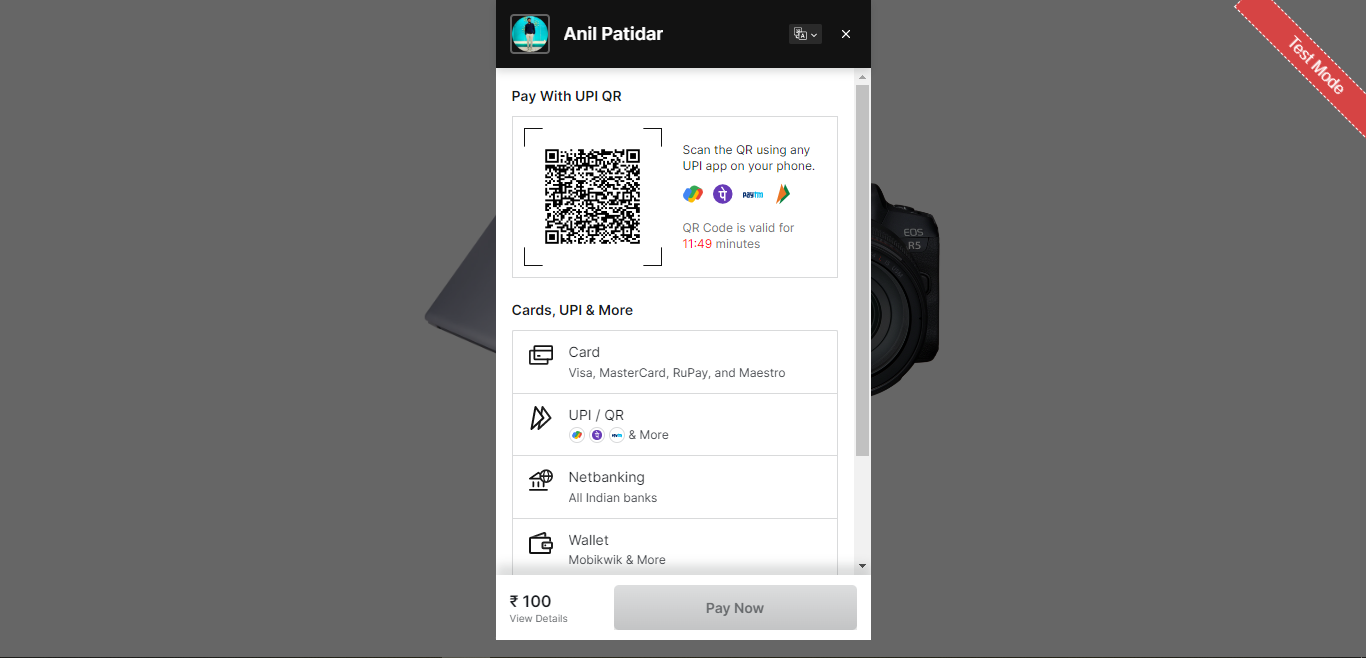 Anil Patidar
Test Mode
Pay With UPI QR
Scan the QR using any
UPI app on your phone.
paytm
QR Code is valid for
11:49 minutes
EOS
R5
Cards, UPI & More
Card
Visa, MasterCard, RuPay, and Maestro
UPI / QR
& More
Netbanking
All Indian banks
Wallet
Mobikwik & More
₹ 100
View Details
Pay Now